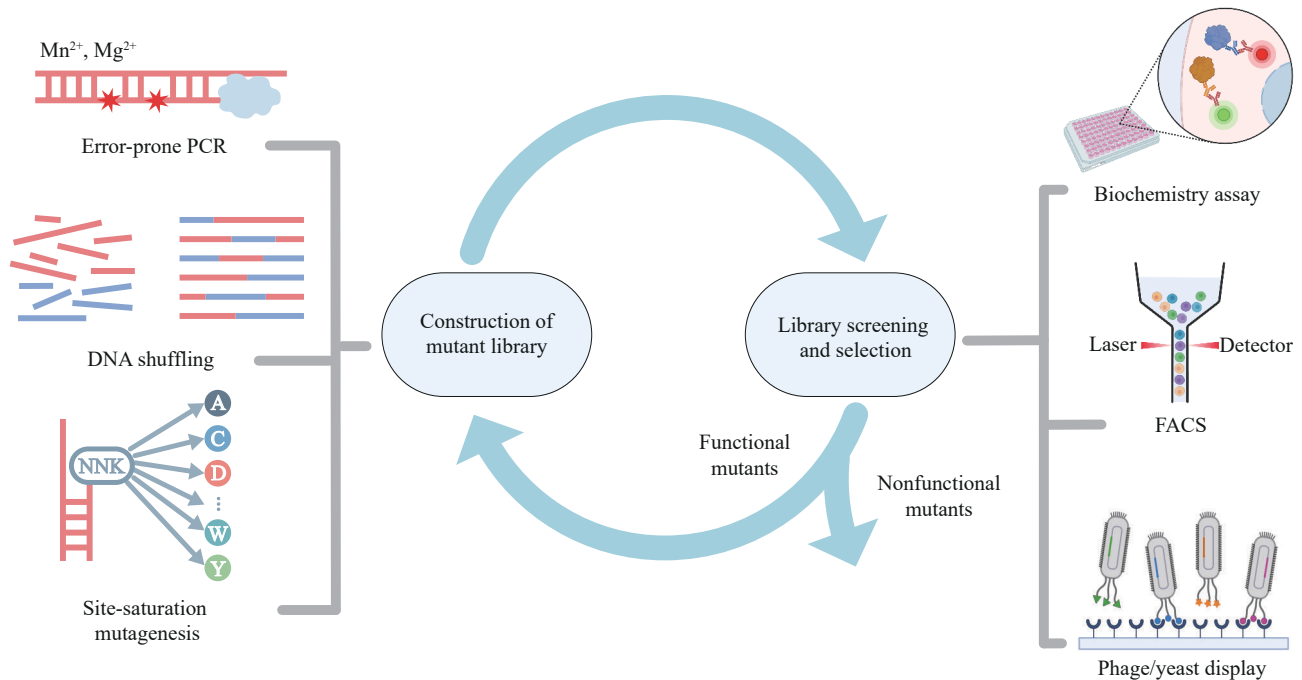 Mn²⁺, Mg²⁺
Error-prone PCR
DNA shuffling
NNK
A
C
D
⋮
W
Y
Site-saturation
mutagenesis
Construction of
mutant library
Library screening
and selection
Functional
mutants
Nonfunctional
mutants
Biochemistry assay
Laser
Detector
FACS
Phage/yeast display